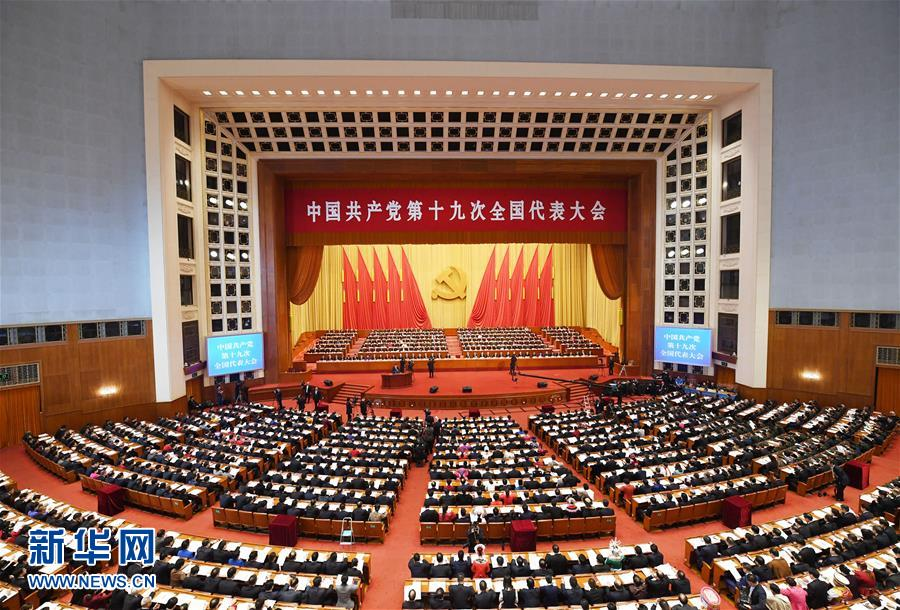 中国共产党第十九次全国代表大会
中国共产党
第十九次
全国代表大会
中国共产党
第十九次
全国代表大会
新华网
WWW.NEWS.CN